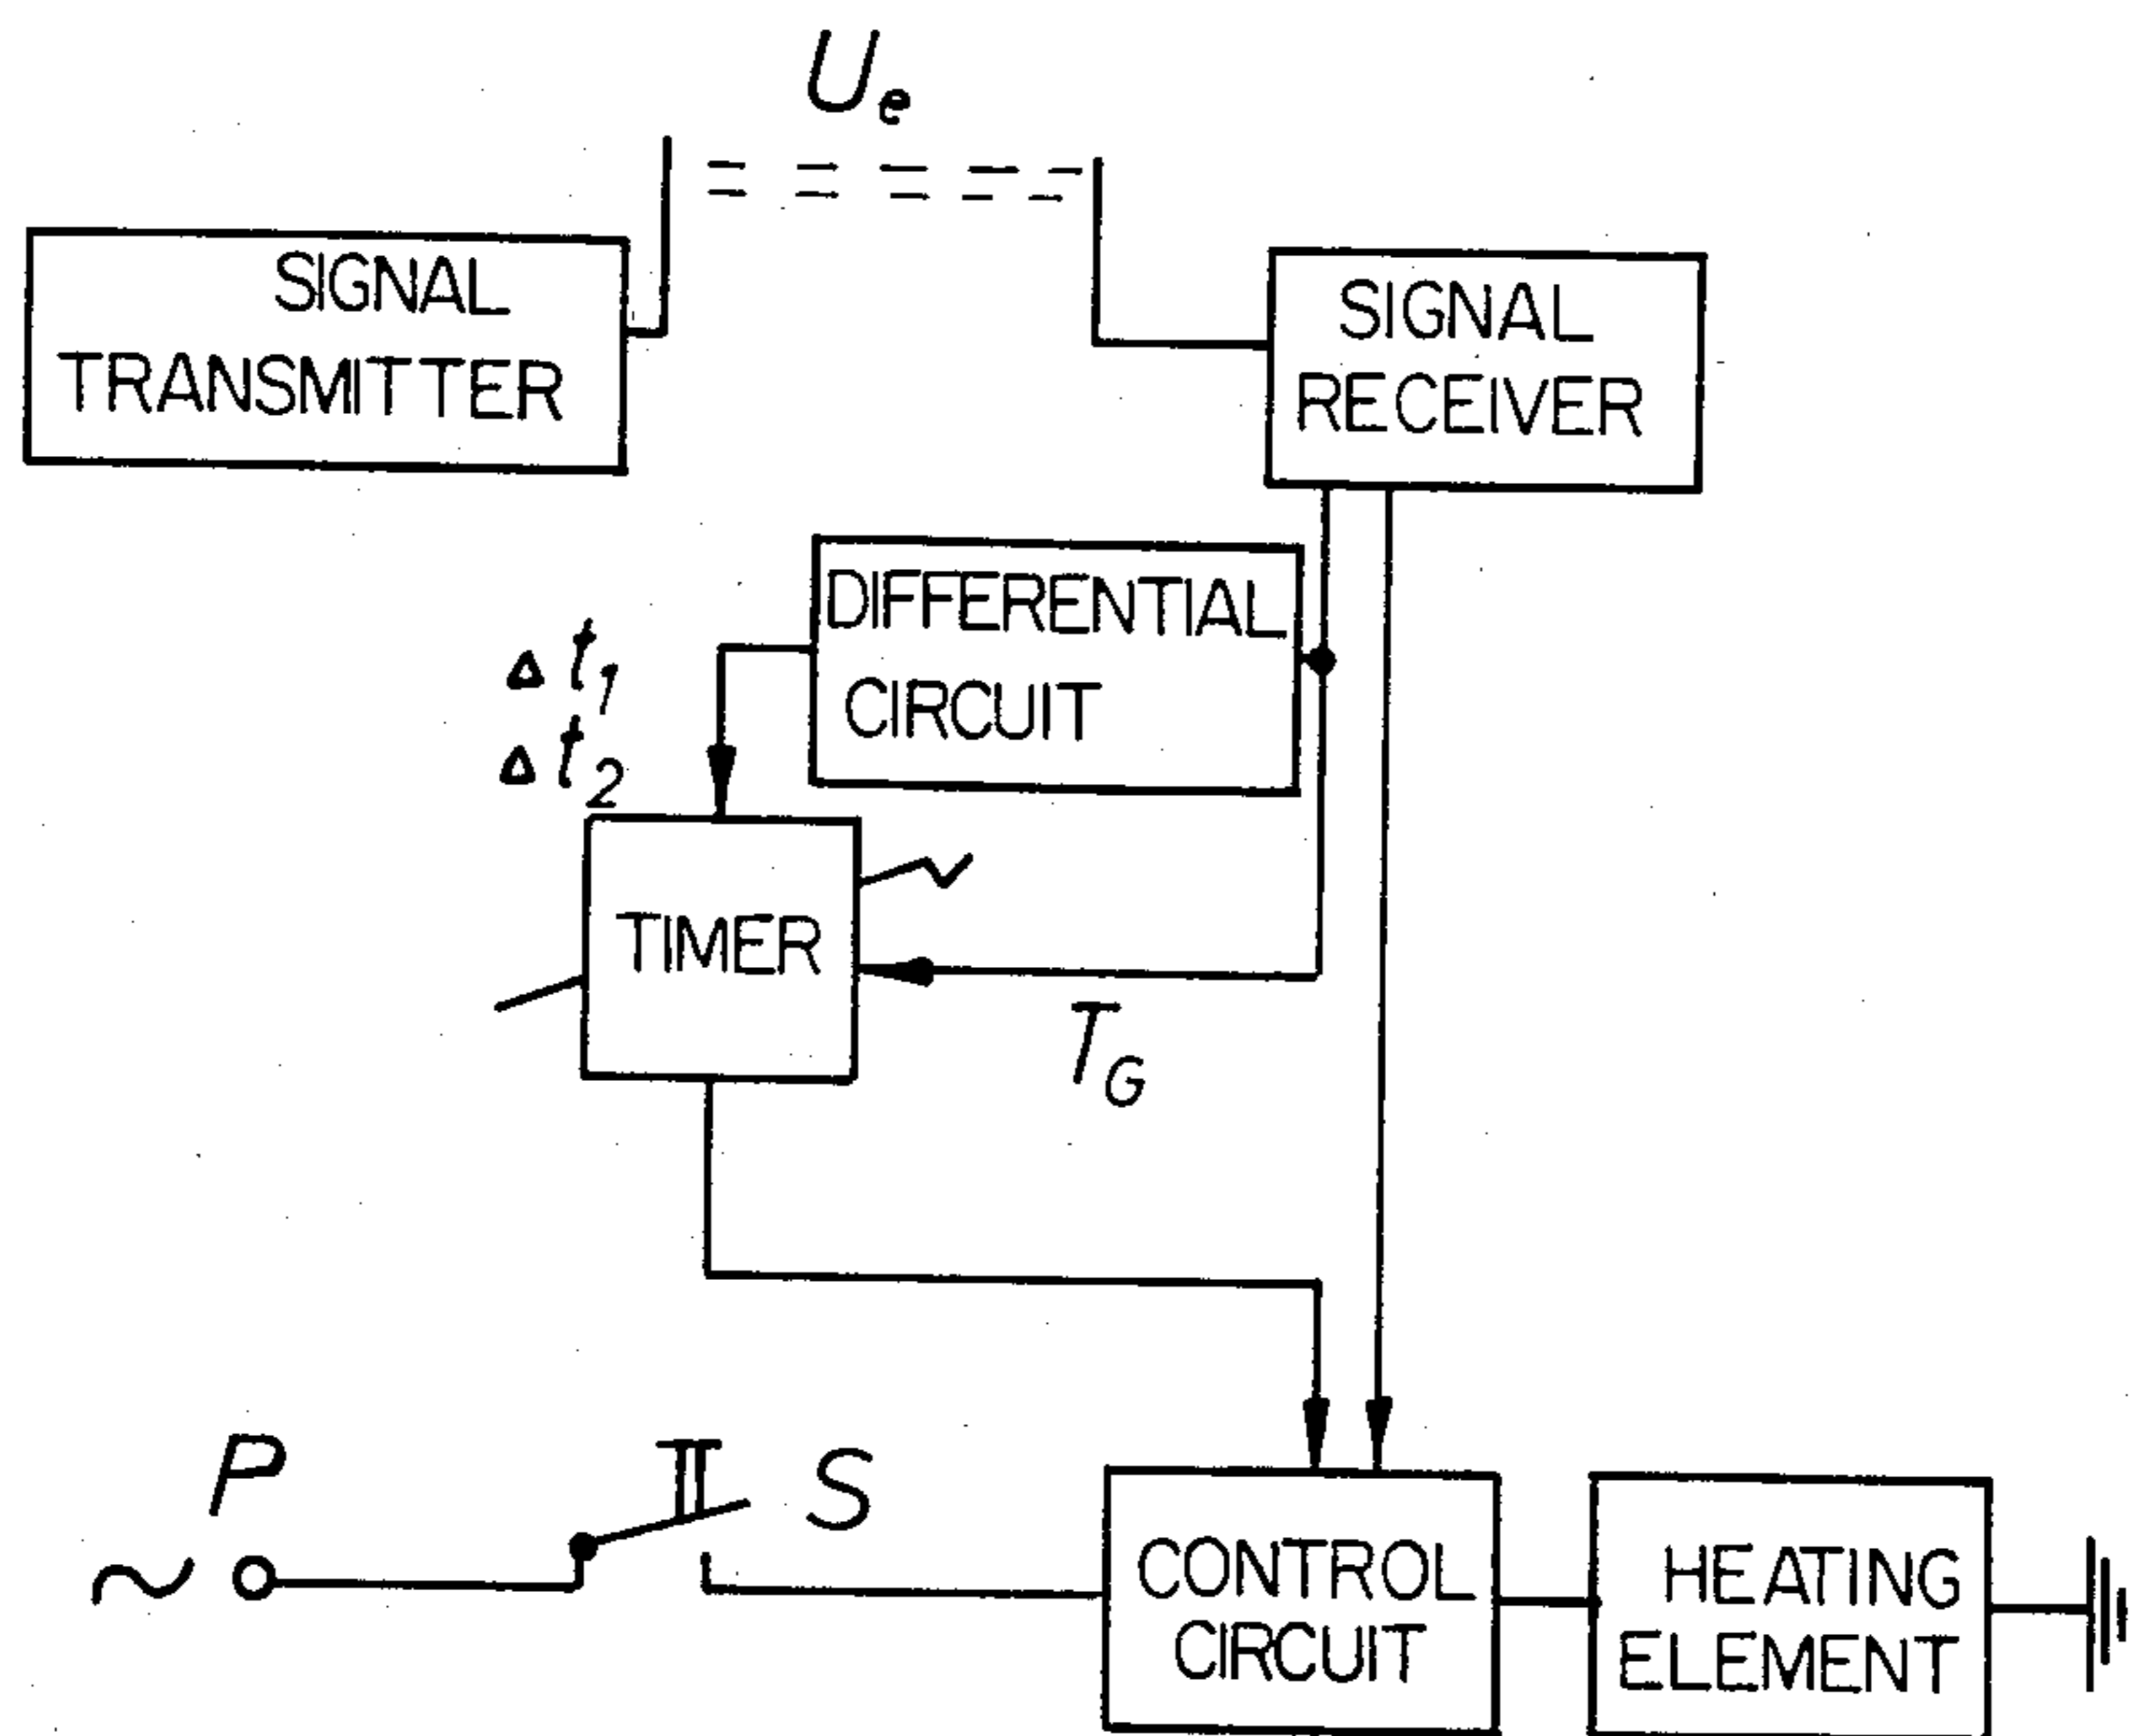 Ue
SIGNAL
TRANSMITTER
SIGNAL
RECEIVER
DIFFERENTIAL
CIRCUIT
Δt1
Δt2
TIMER
TG
P
S
CONTROL
CIRCUIT
HEATING
ELEMENT